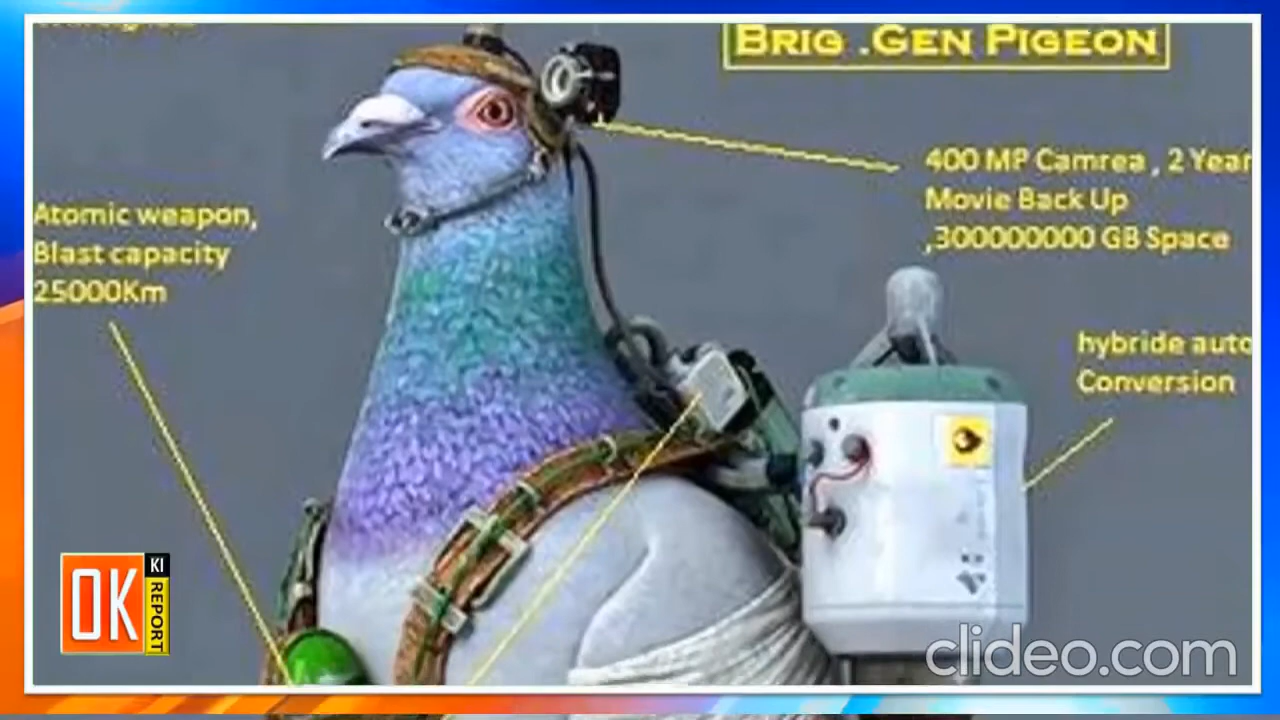 BRIG .GEN PIGEON
400 MP Camrea , 2 Year
Movie Back Up
,300000000 GB Space
Atomic weapon,
Blast capacity
25000Km
hybride auto
Conversion
OK
KI
REPORT
clideo.com